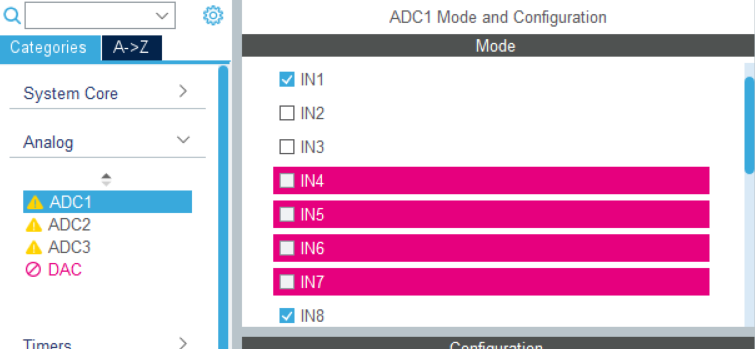 ADC1 Mode and Configuration
Categories A->Z
Mode
System Core
Analog
ADC1
ADC2
ADC3
DAC
Timers
IN1
IN2
IN3
IN4
IN5
IN6
IN7
IN8
Configuration